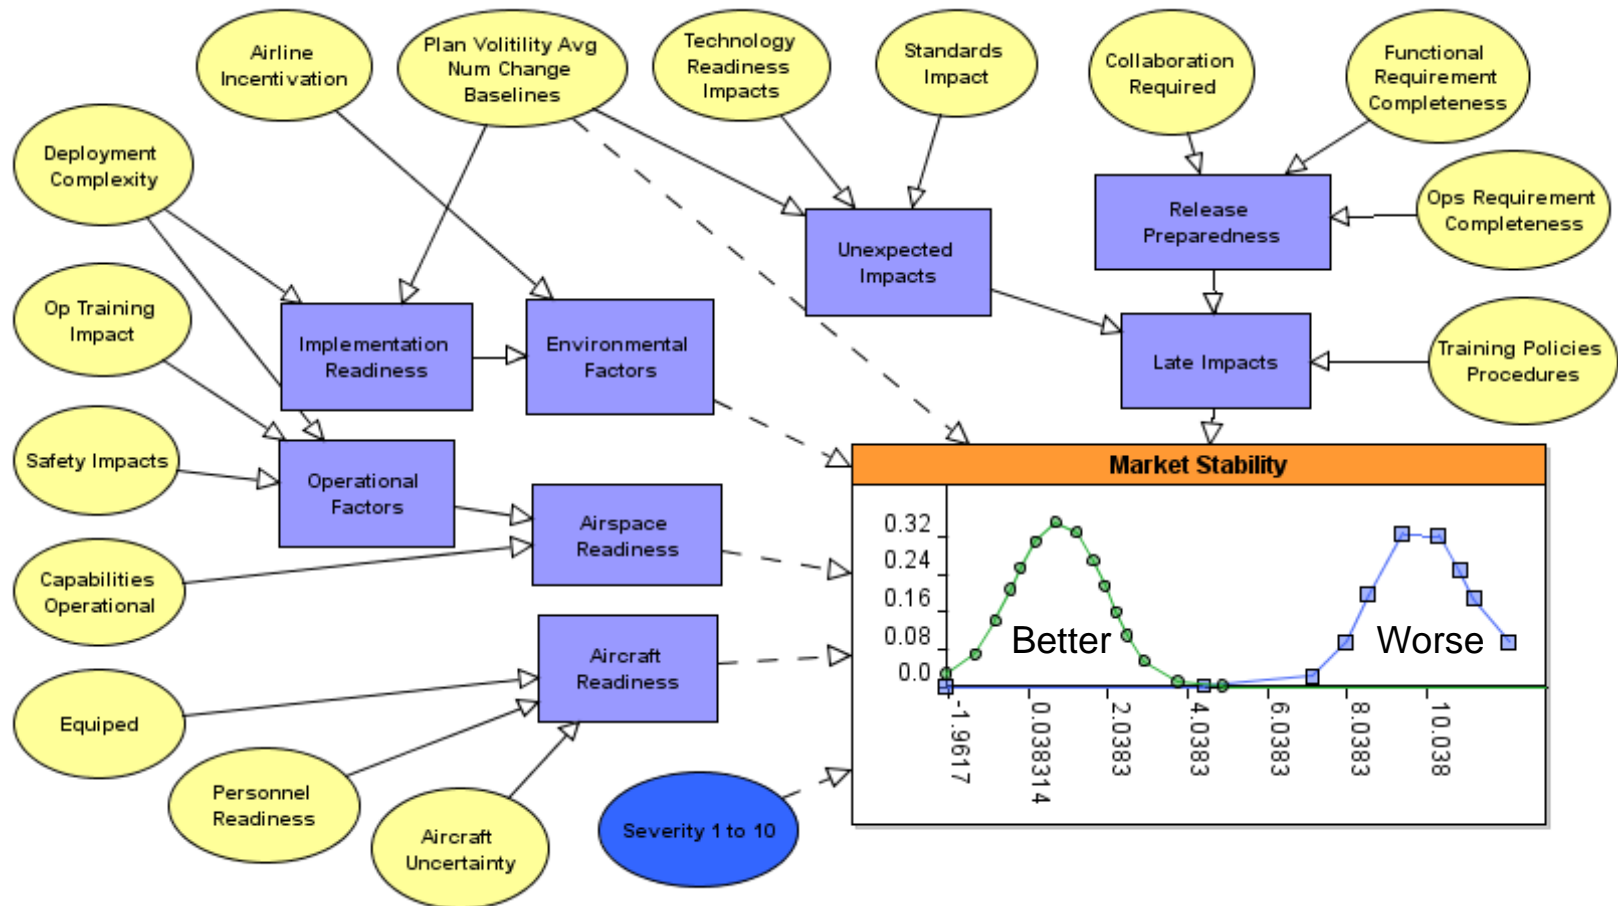 Airline
Incentivation
Plan Volitility Avg
Num Change
Baselines
Technology
Readiness
Impacts
Standards
Impact
Collaboration
Required
Functional
Requirement
Completeness
Deployment
Complexity
Ops Requirement
Completeness
Release
Preparedness
Unexpected
Impacts
Op Training
Impact
Implementation
Readiness
Environmental
Factors
Late Impacts
Training Policies
Procedures
Safety Impacts
Operational
Factors
Airspace
Readiness
Capabilities
Operational
Aircraft
Readiness
Equiped
Personnel
Readiness
Aircraft
Uncertainty
Severity 1 to 10
Market Stability
0.32
0.24
0.16
0.08
0.0
Better
Worse
-1.9617
0.038314
2.0383
4.0383
6.0383
8.0383
10.038